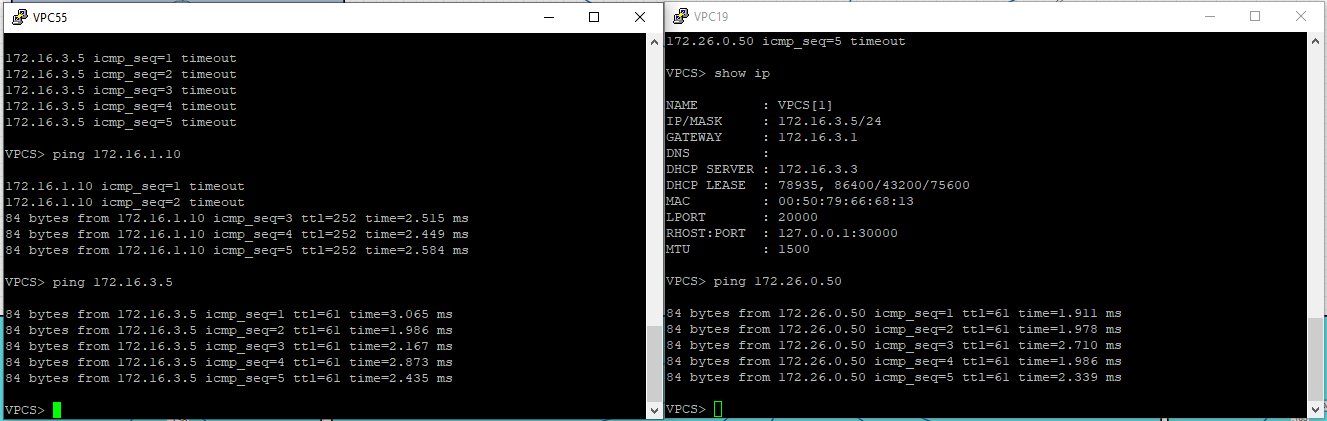 VPC55
172.16.3.5 icmp_seq=1 timeout
172.16.3.5 icmp_seq=2 timeout
172.16.3.5 icmp_seq=3 timeout
172.16.3.5 icmp_seq=4 timeout
172.16.3.5 icmp_seq=5 timeout
VPCS> ping 172.16.1.10
172.16.1.10 icmp_seq=1 timeout
172.16.1.10 icmp_seq=2 timeout
84 bytes from 172.16.1.10 icmp_seq=3 ttl=252 time=2.515 ms
84 bytes from 172.16.1.10 icmp_seq=4 ttl=252 time=2.449 ms
84 bytes from 172.16.1.10 icmp_seq=5 ttl=252 time=2.584 ms
VPCS> ping 172.16.3.5
84 bytes from 172.16.3.5 icmp_seq=1 ttl=61 time=3.065 ms
84 bytes from 172.16.3.5 icmp_seq=2 ttl=61 time=1.986 ms
84 bytes from 172.16.3.5 icmp_seq=3 ttl=61 time=2.167 ms
84 bytes from 172.16.3.5 icmp_seq=4 ttl=61 time=2.873 ms
84 bytes from 172.16.3.5 icmp_seq=5 ttl=61 time=2.435 ms
VPCS>
VPC19
172.26.0.50 icmp_seq=5 timeout
VPCS> show ip
NAME        : VPCS[1]
IP/MASK     : 172.16.3.5/24
GATEWAY     : 172.16.3.1
DNS         :
DHCP SERVER : 172.16.3.3
DHCP LEASE  : 78935, 86400/43200/75600
MAC         : 00:50:79:66:68:13
LPORT       : 20000
RHOST:PORT  : 127.0.0.1:30000
MTU         : 1500
VPCS> ping 172.26.0.50
84 bytes from 172.26.0.50 icmp_seq=1 ttl=61 time=1.911 ms
84 bytes from 172.26.0.50 icmp_seq=2 ttl=61 time=1.978 ms
84 bytes from 172.26.0.50 icmp_seq=3 ttl=61 time=2.710 ms
84 bytes from 172.26.0.50 icmp_seq=4 ttl=61 time=1.986 ms
84 bytes from 172.26.0.50 icmp_seq=5 ttl=61 time=2.339 ms
VPCS>